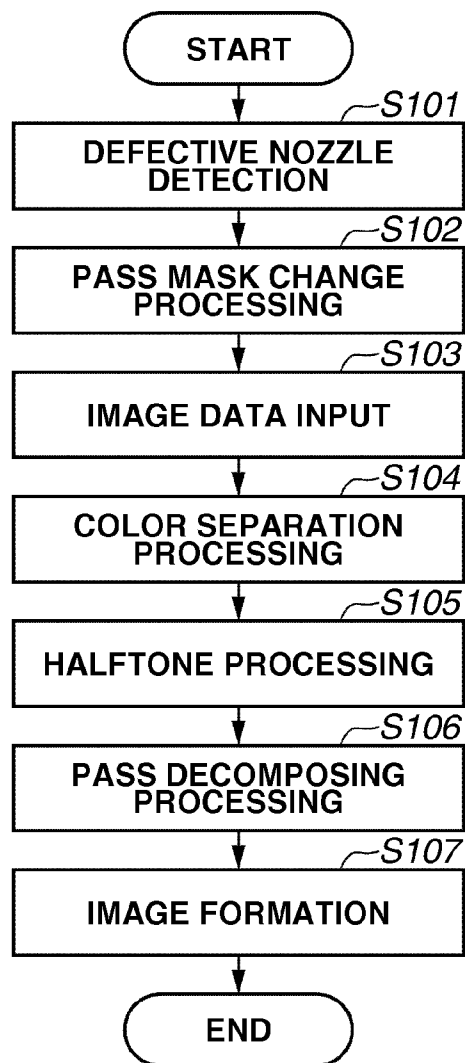 START
S101
DEFECTIVE NOZZLE
DETECTION
S102
PASS MASK CHANGE
PROCESSING
S103
IMAGE DATA INPUT
S104
COLOR SEPARATION
PROCESSING
S105
HALFTONE PROCESSING
S106
PASS DECOMPOSING
PROCESSING
S107
IMAGE FORMATION
END